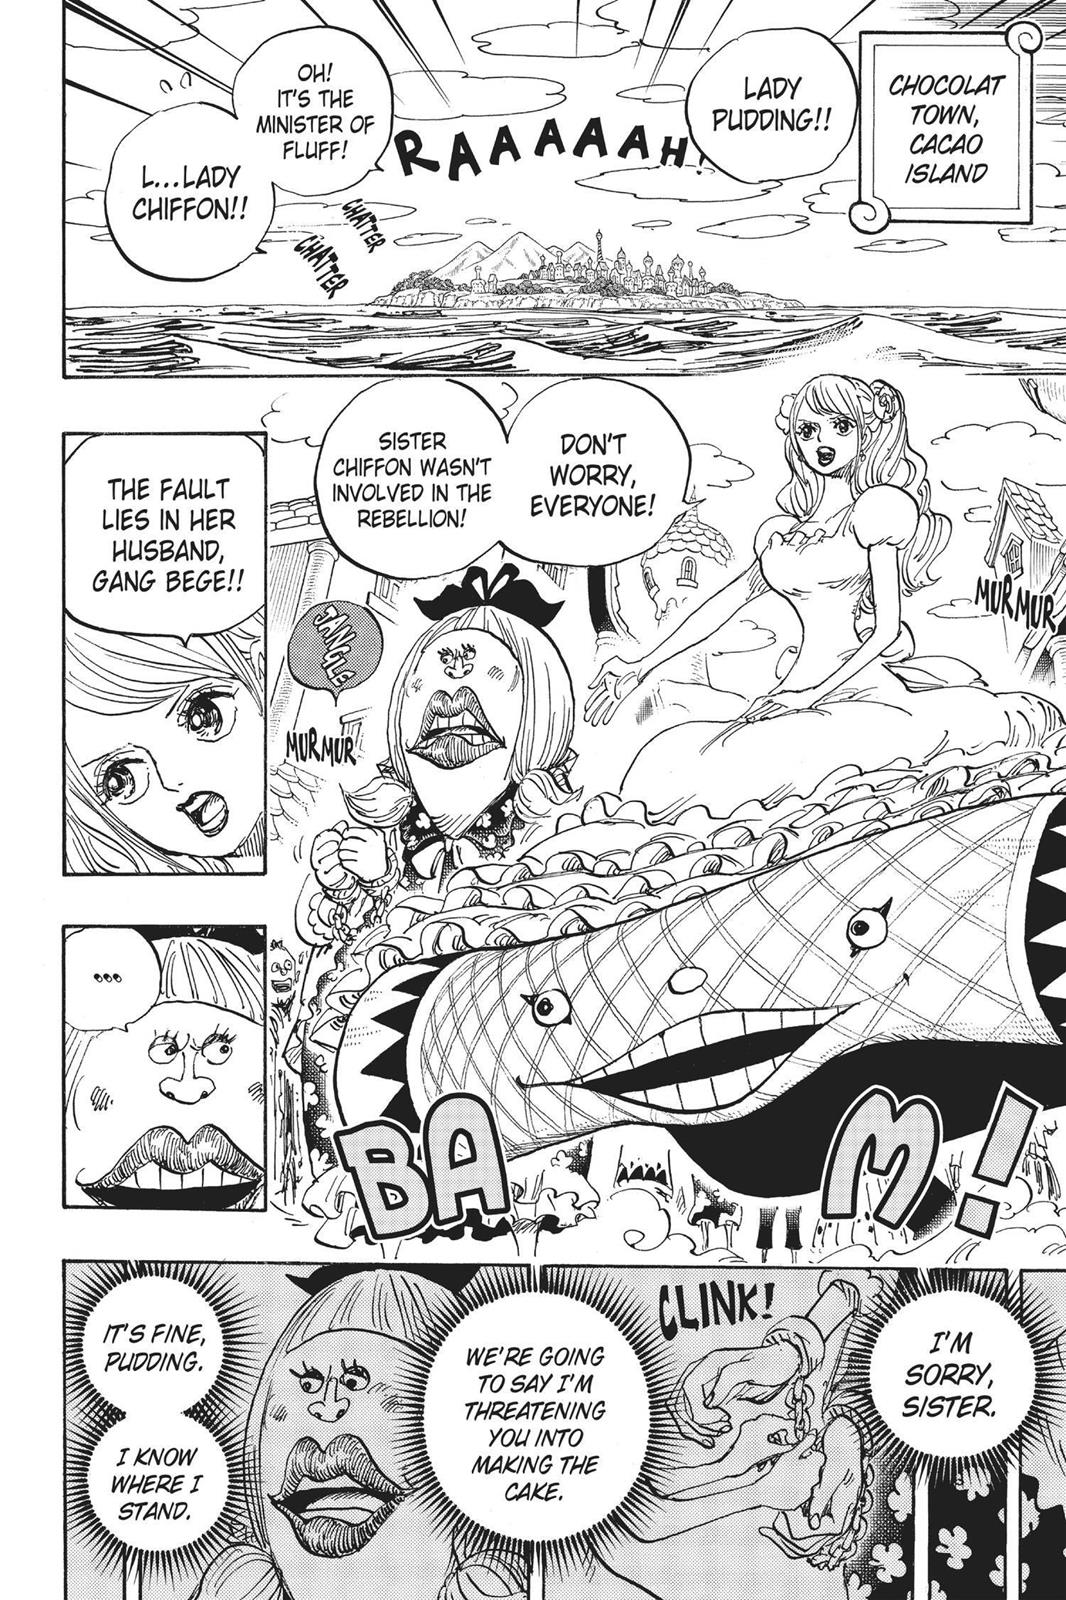 CHOCOLAT
TOWN,
CACAO
ISLAND
LADY
PUDDING!!
RAAAAAAH!
OH!
IT'S THE
MINISTER OF
FLUFF!
L...LADY
CHIFFON!!
CHATTER
CHATTER
DON'T
WORRY,
EVERYONE!
SISTER
CHIFFON WASN'T
INVOLVED IN THE
REBELLION!
MURMUR
JANGLE
MURMUR
THE FAULT
LIES IN HER
HUSBAND,
GANG BEGE!!
...
BAM!
I'M
SORRY,
SISTER.
CLINK!
WE'RE GOING
TO SAY I'M
THREATENING
YOU INTO
MAKING THE
CAKE.
IT'S FINE,
PUDDING.
I KNOW
WHERE I
STAND.